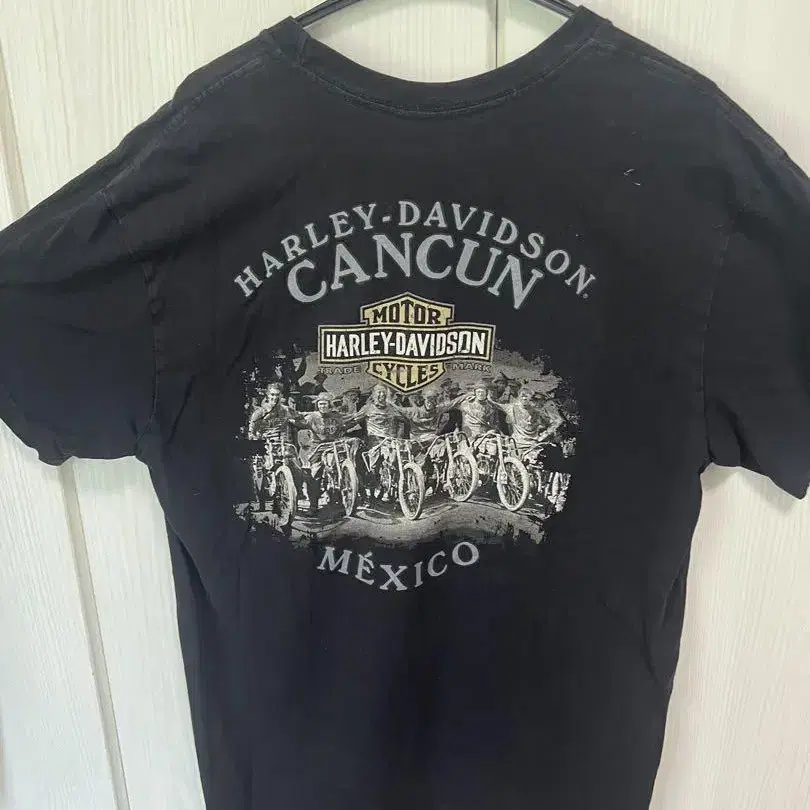 HARLEY-DAVIDSON
CANCUN
MOTOR
HARLEY-DAVIDSON
TRADE MARK
CYCLES
MÉXICO